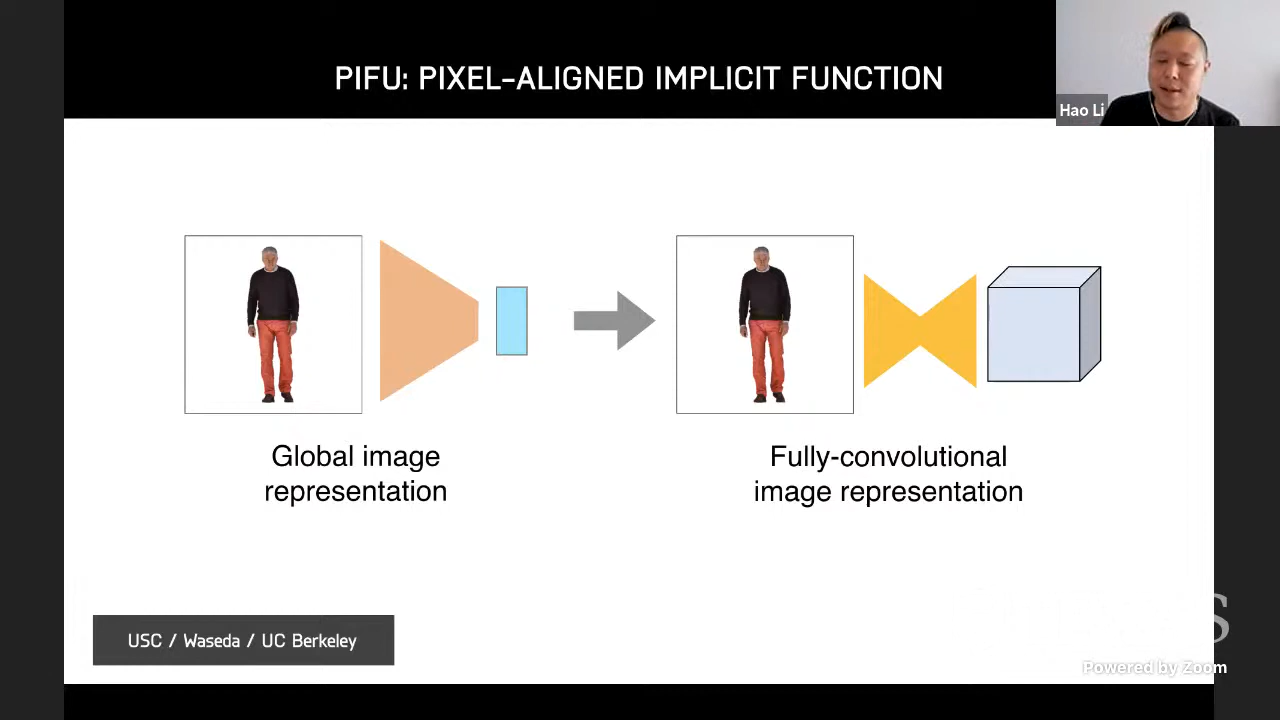 PIFU: PIXEL-ALIGNED IMPLICIT FUNCTION
Hao Li
Global image
representation
Fully-convolutional
image representation
USC / Waseda / UC Berkeley
S
Powered by Zoom